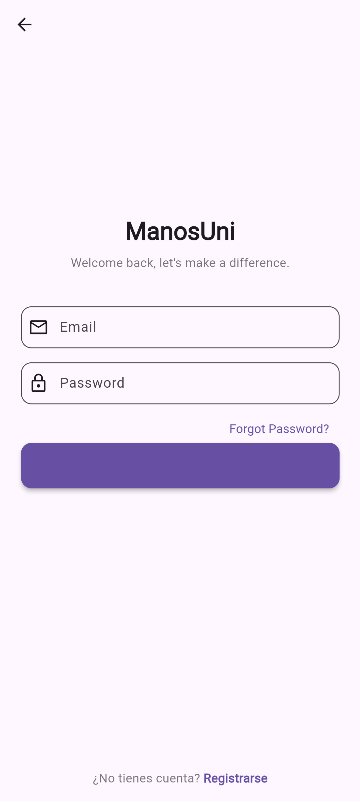 ManosUni
Welcome back, let's make a difference.
Email
Password
Forgot Password?
¿No tienes cuenta? Registrarse